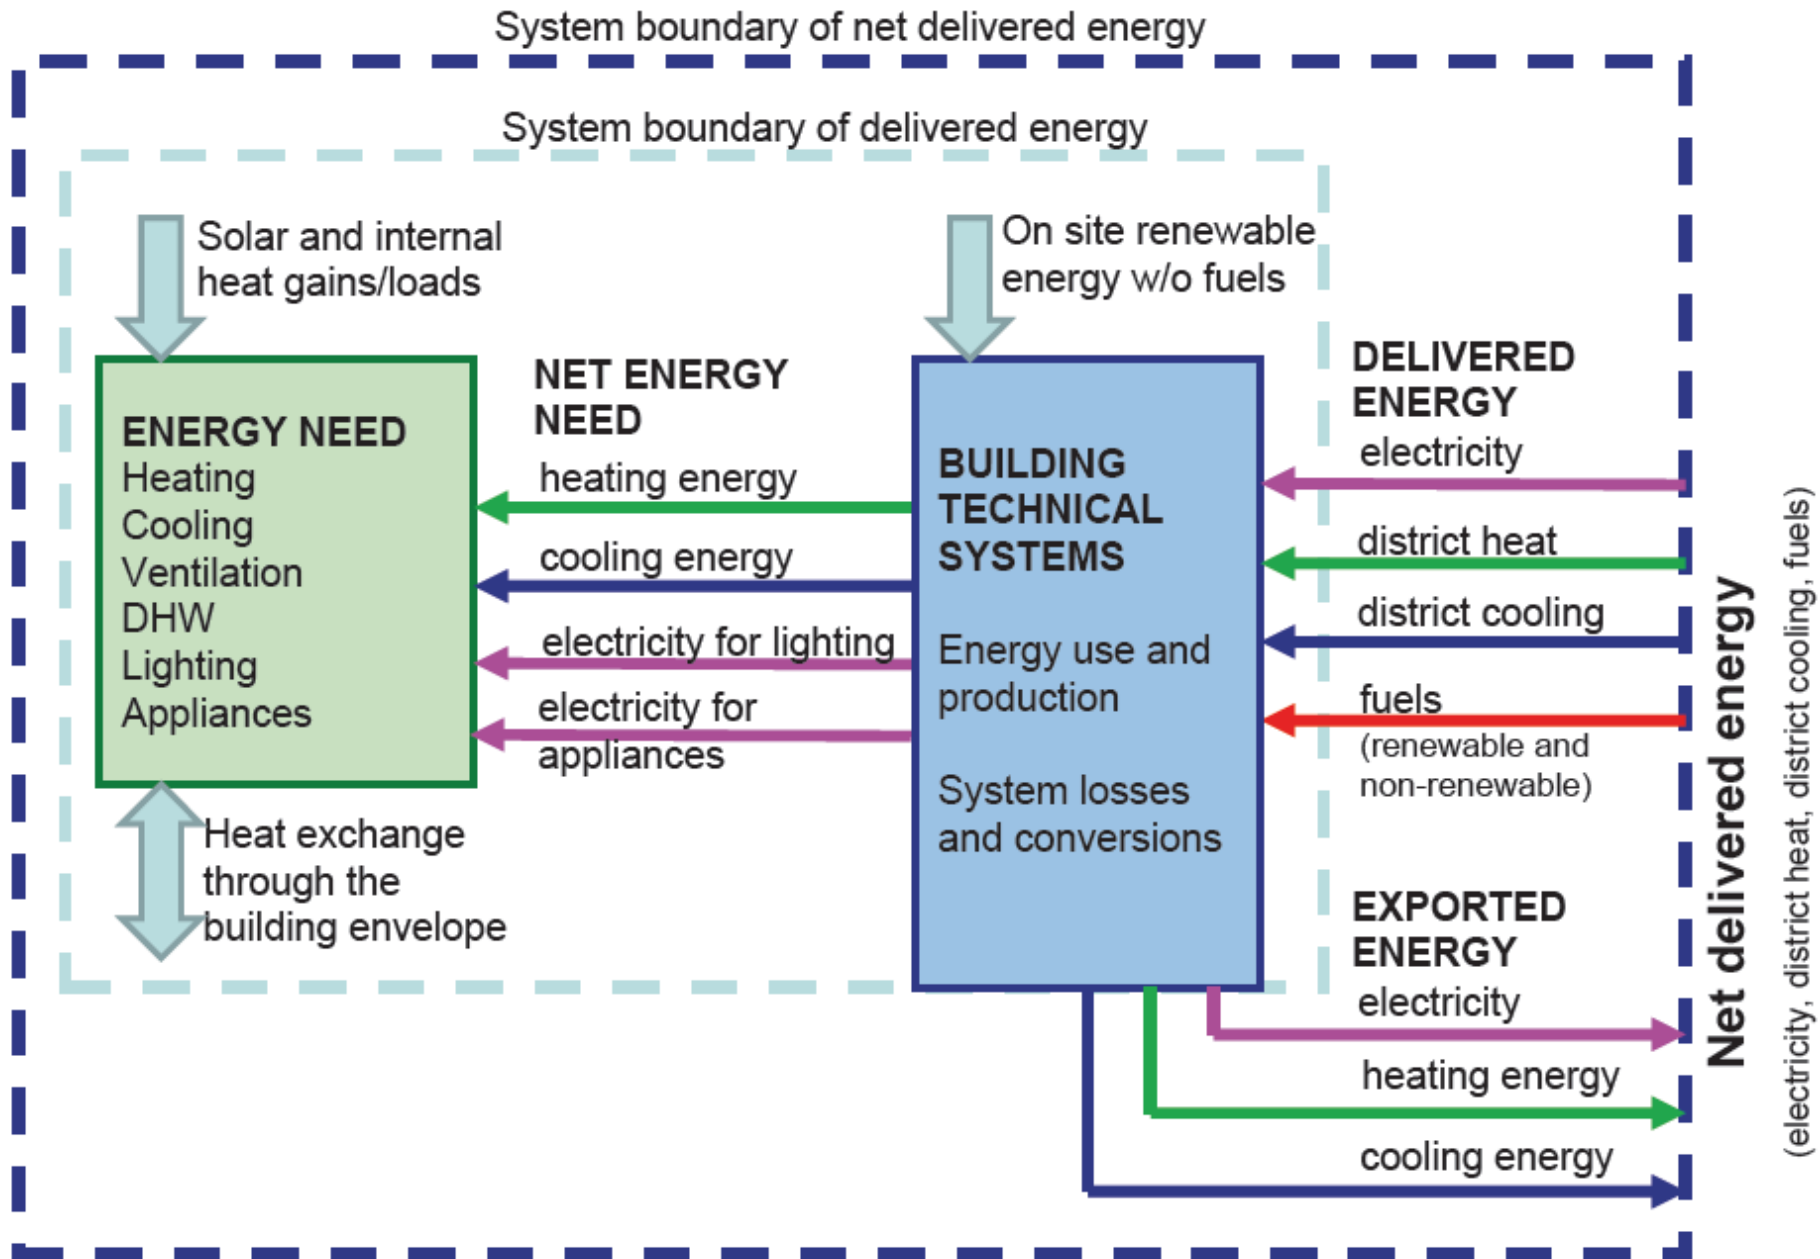 System boundary of net delivered energy
System boundary of delivered energy
Solar and internal
heat gains/loads
On site renewable
energy w/o fuels
ENERGY NEED
Heating
Cooling
Ventilation
DHW
Lighting
Appliances
NET ENERGY
NEED
heating energy
cooling energy
electricity for lighting
electricity for
appliances
BUILDING
TECHNICAL
SYSTEMS
Energy use and
production
System losses
and conversions
DELIVERED
ENERGY
electricity
district heat
district cooling
fuels
(renewable and
non-renewable)
Heat exchange
through the
building envelope
EXPORTED
ENERGY
electricity
heating energy
cooling energy
Net delivered energy
(electricity, district heat, district cooling, fuels)